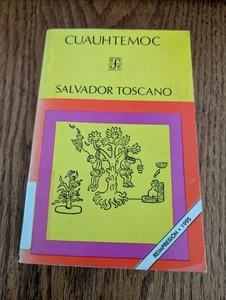 CUAUHTEMOC
SALVADOR TOSCANO
REIMPRESIÓN • 1995